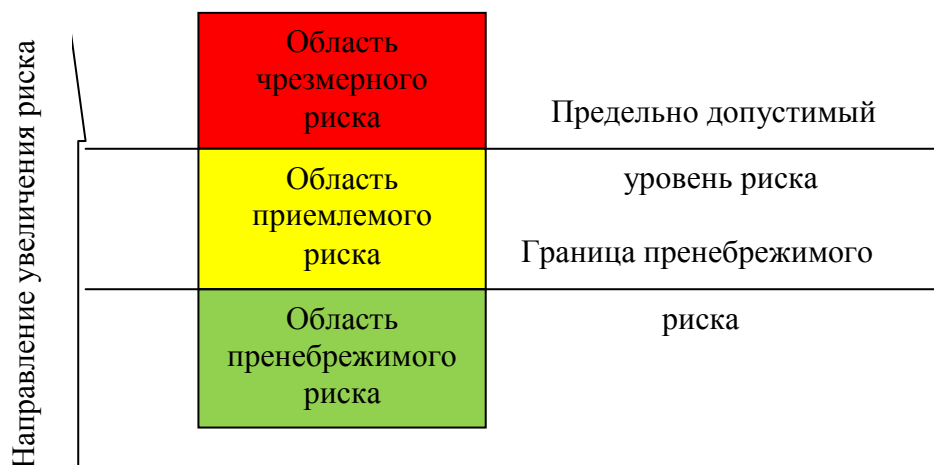 Направление увеличения риска
Область
чрезмерного
риска
Предельно допустимый
уровень риска
Область
приемлемого
риска
Граница пренебрежимого
риска
Область
пренебрежимого
риска